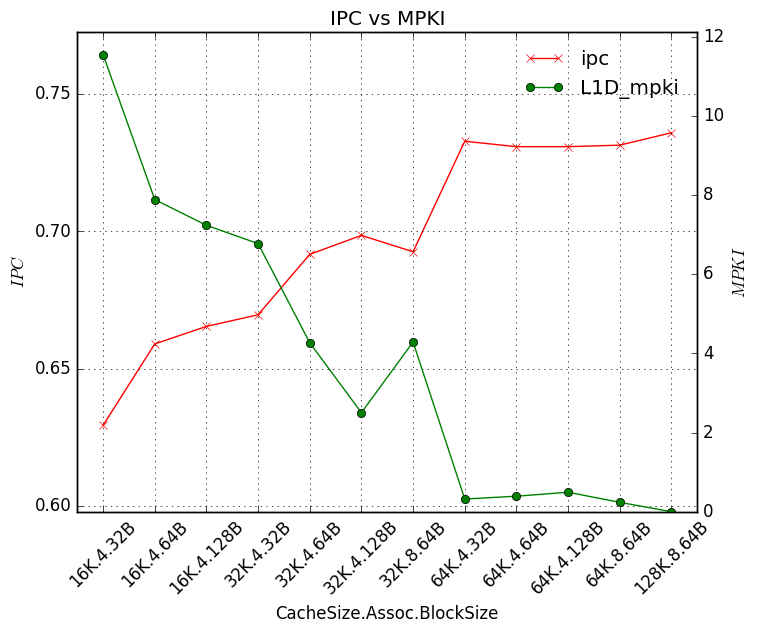 IPC vs MPKI
ipc
L1D_mpki
0.75
0.70
0.65
0.60
IPC
12
10
8
6
4
2
0
MPKI
16K.4.32B
16K.4.64B
16K.4.128B
32K.4.32B
32K.4.64B
32K.4.128B
32K.8.64B
64K.4.32B
64K.4.64B
64K.4.128B
64K.8.64B
128K.8.64B
CacheSize.Assoc.BlockSize